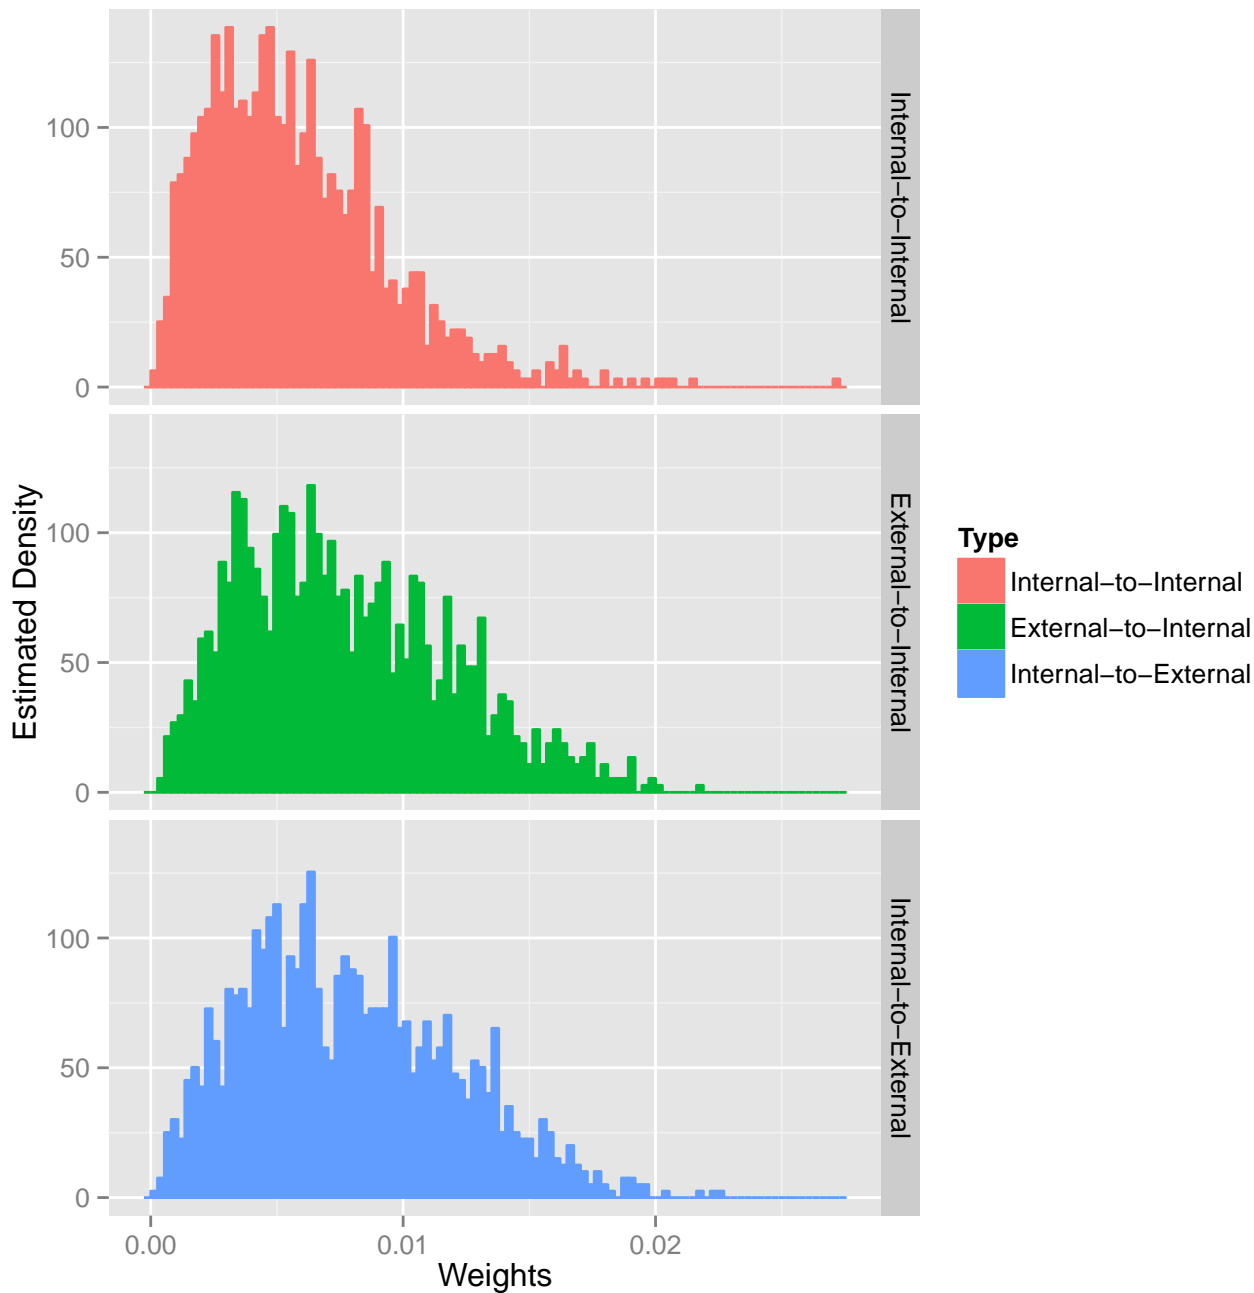 Estimated Density
100
50
0
Internal−to−Internal
100
50
0
External−to−Internal
100
50
0
Internal−to−External
0.00
0.01
0.02
Weights
Type
Internal−to−Internal
External−to−Internal
Internal−to−External